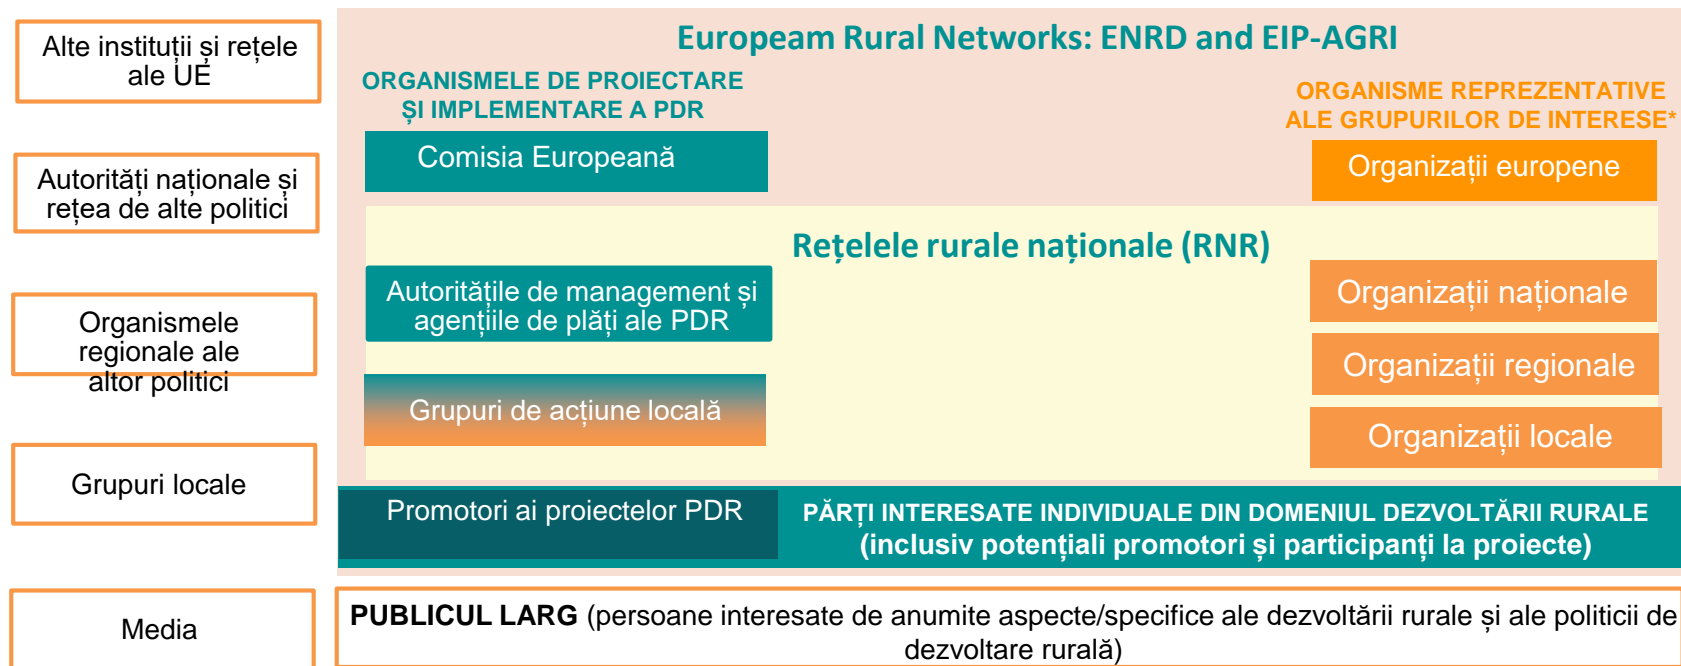 Alte instituții și rețele
ale UE
Autorități naționale și
rețea de alte politici
Organismele
regionale ale
altor politici
Grupuri locale
Media
Europeam Rural Networks: ENRD and EIP-AGRI
ORGANISMELE DE PROIECTARE
ȘI IMPLEMENTARE A PDR
ORGANISME REPREZENTATIVE
ALE GRUPURILOR DE INTERESE*
Comisia Europeană
Organizații europene
Rețelele rurale naționale (RNR)
Autoritățile de management și
agențiile de plăți ale PDR
Grupuri de acțiune locală
Organizații naționale
Organizații regionale
Organizații locale
Promotori ai proiectelor PDR
PĂRȚI INTERESATE INDIVIDUALE DIN DOMENIUL DEZVOLTĂRII RURALE
(inclusiv potențiali promotori și participanți la proiecte)
PUBLICUL LARG (persoane interesate de anumite aspecte/specifice ale dezvoltării rurale și ale politicii de
dezvoltare rurală)